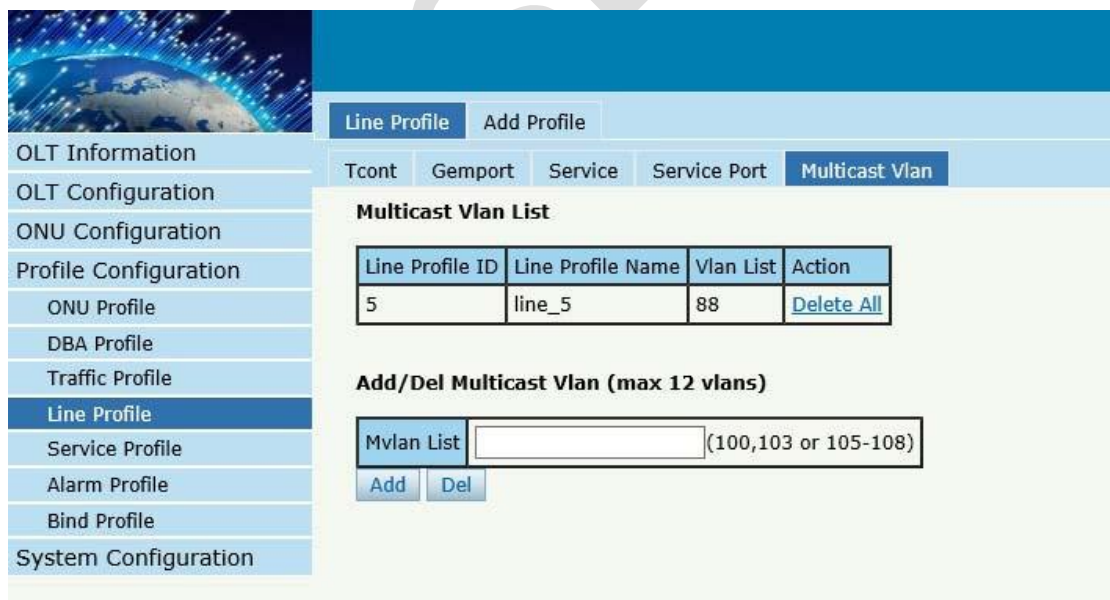 Line Profile Add Profile
OLT Information
OLT Configuration
ONU Configuration
Profile Configuration
ONU Profile
DBA Profile
Traffic Profile
Line Profile
Service Profile
Alarm Profile
Bind Profile
System Configuration
Tcont Gemport Service Service Port Multicast Vlan
Multicast Vlan List
Line Profile ID Line Profile Name Vlan List Action
5 line_5 88 Delete All
Add/Del Multicast Vlan (max 12 vlans)
Mvlan List (100,103 or 105-108)
Add Del